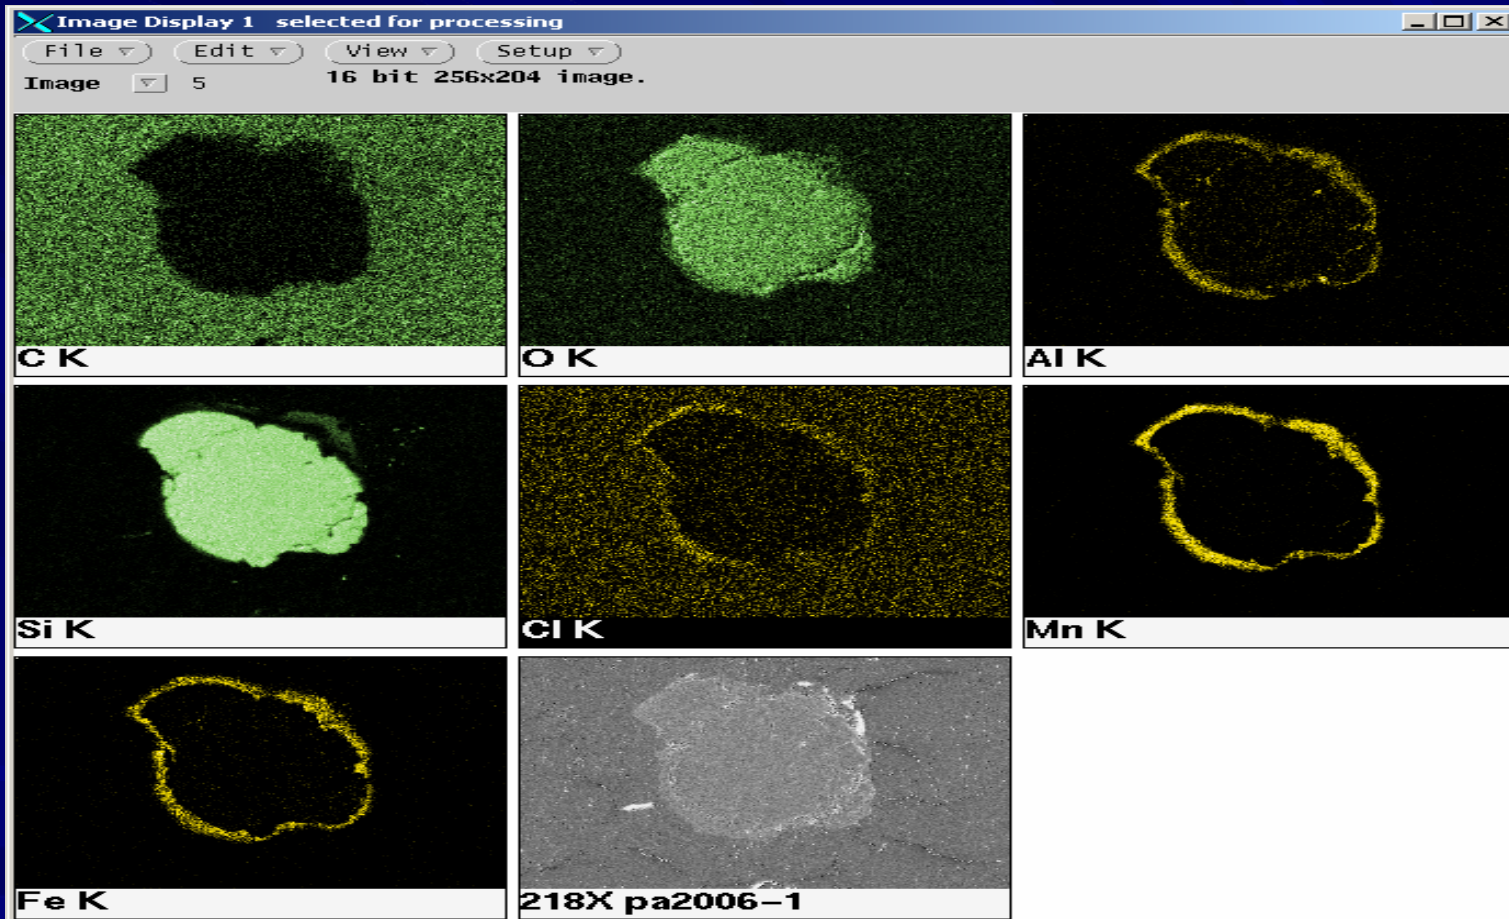 Image Display 1 selected for processing
File Edit View Setup
Image 5 16 bit 256x204 image.
C K
O K
Al K
Si K
Cl K
Mn K
Fe K
218X pa2006-1